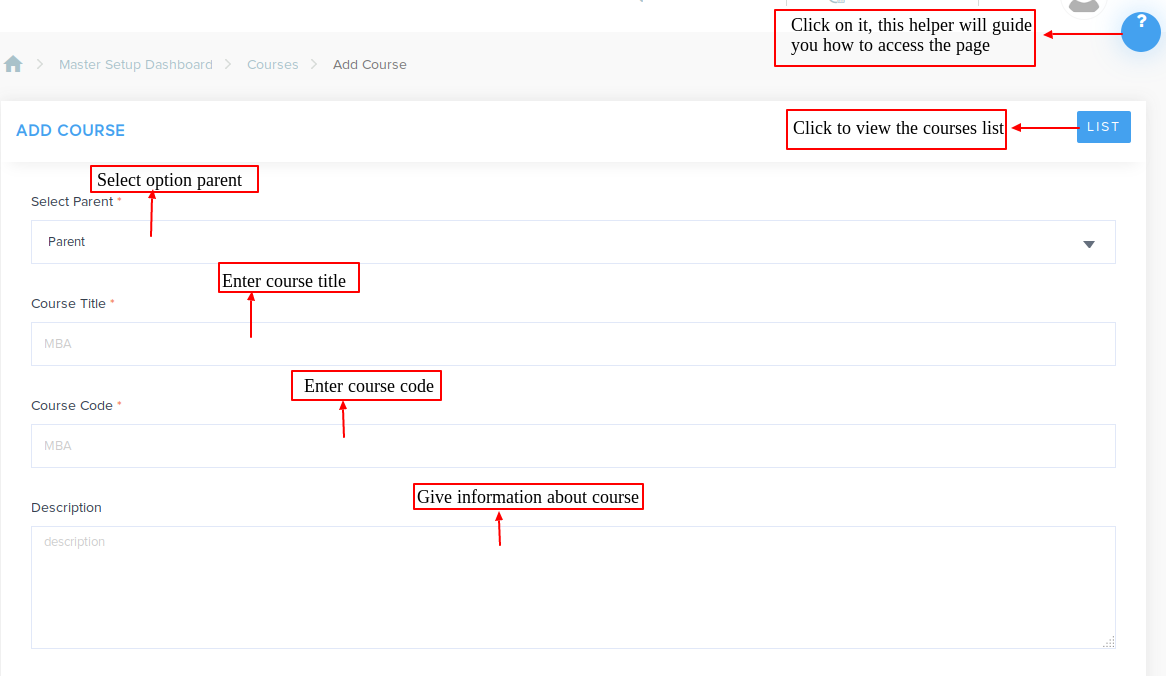 Click on it, this helper will guide
you how to access the page
?
Master Setup Dashboard
Courses
Add Course
ADD COURSE
Click to view the courses list
LIST
Select option parent
Select Parent *
Parent
Enter course title
Course Title *
MBA
Enter course code
Course Code *
MBA
Give information about course
Description
description